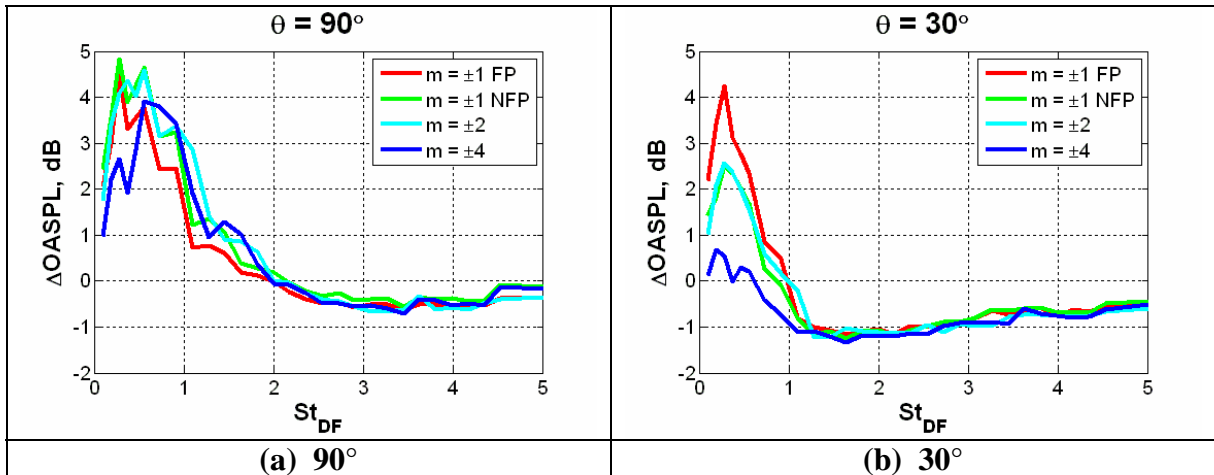 θ = 90°
5
4
3
2
1
0
-1
-2
ΔOASPL, dB
m = ±1 FP
m = ±1 NFP
m = ±2
m = ±4
0 1 2 3 4 5
St_DF
(a) 90°
θ = 30°
5
4
3
2
1
0
-1
-2
ΔOASPL, dB
m = ±1 FP
m = ±1 NFP
m = ±2
m = ±4
0 1 2 3 4 5
St_DF
(b) 30°